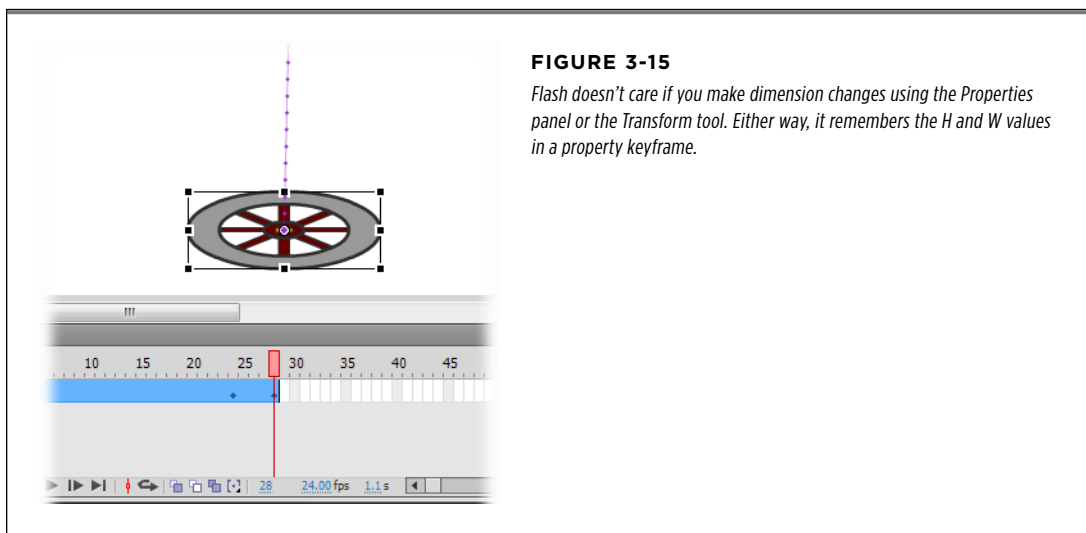 FIGURE 3-15
Flash doesn’t care if you make dimension changes using the Properties
panel or the Transform tool. Either way, it remembers the H and W values
in a property keyframe.
10 15 20 25 30 35 40 45
28 24.00 fps 1.1 s